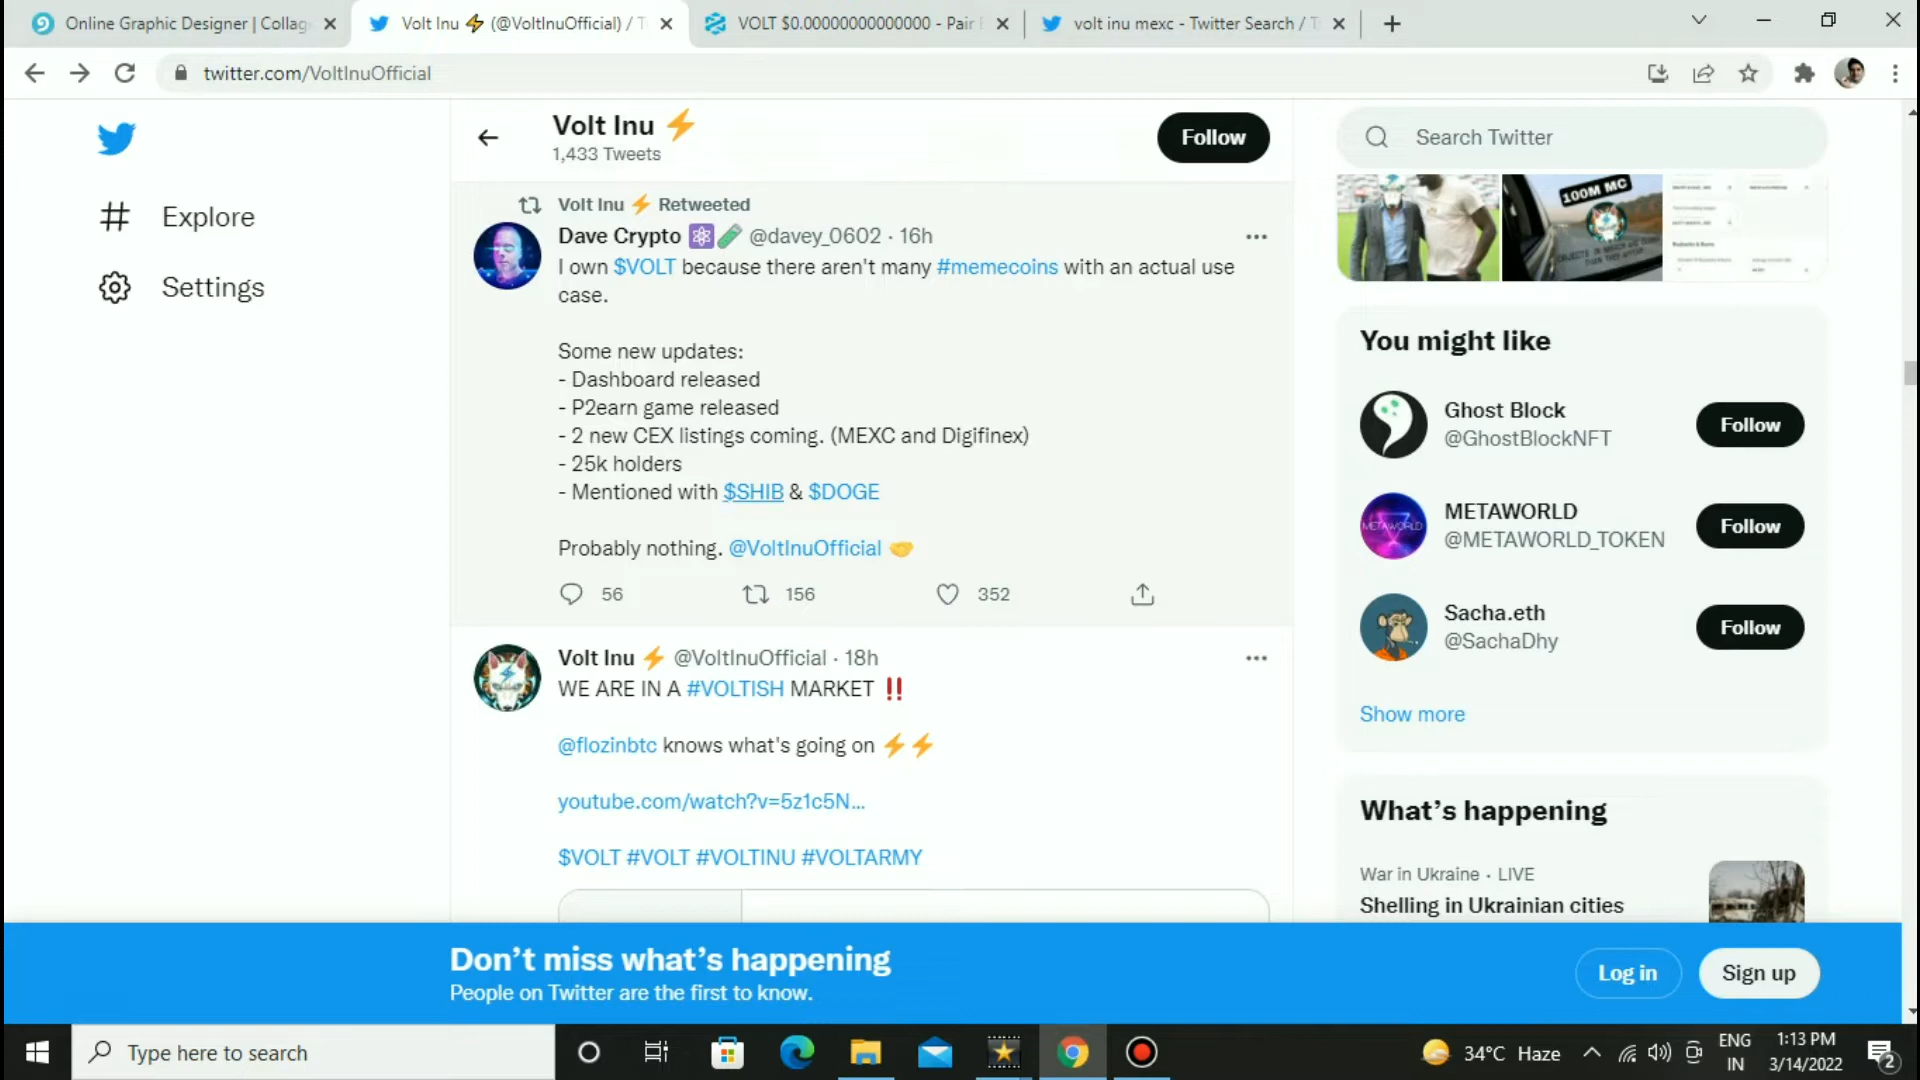 Online Graphic Designer | Collag
Volt Inu ⚡ (@VoltInuOfficial) / T
VOLT $0.00000000000000 - Pair E
volt inu mexc - Twitter Search / T
twitter.com/VoltInuOfficial
Explore
Settings
Volt Inu ⚡
1,433 Tweets
Follow
Volt Inu ⚡ Retweeted
Dave Crypto ⚛️🧪 @davey_0602 · 16h
I own $VOLT because there aren't many #memecoins with an actual use
case.
Some new updates:
- Dashboard released
- P2earn game released
- 2 new CEX listings coming. (MEXC and Digifinex)
- 25k holders
- Mentioned with $SHIB & $DOGE
Probably nothing. @VoltInuOfficial 🤝
56 156 352
Volt Inu ⚡ @VoltInuOfficial · 18h
WE ARE IN A #VOLTISH MARKET ‼️
@flozinbtc knows what's going on ⚡⚡
youtube.com/watch?v=5z1c5N...
$VOLT #VOLT #VOLTINU #VOLTARMY
Search Twitter
100M MC
You might like
Ghost Block
@GhostBlockNFT
Follow
METAWORLD
@METAWORLD_TOKEN
Follow
Sacha.eth
@SachaDhy
Follow
Show more
What's happening
War in Ukraine · LIVE
Shelling in Ukrainian cities
Don't miss what's happening
People on Twitter are the first to know.
Log in
Sign up
Type here to search
34°C Haze
ENG
IN
1:13 PM
3/14/2022
2